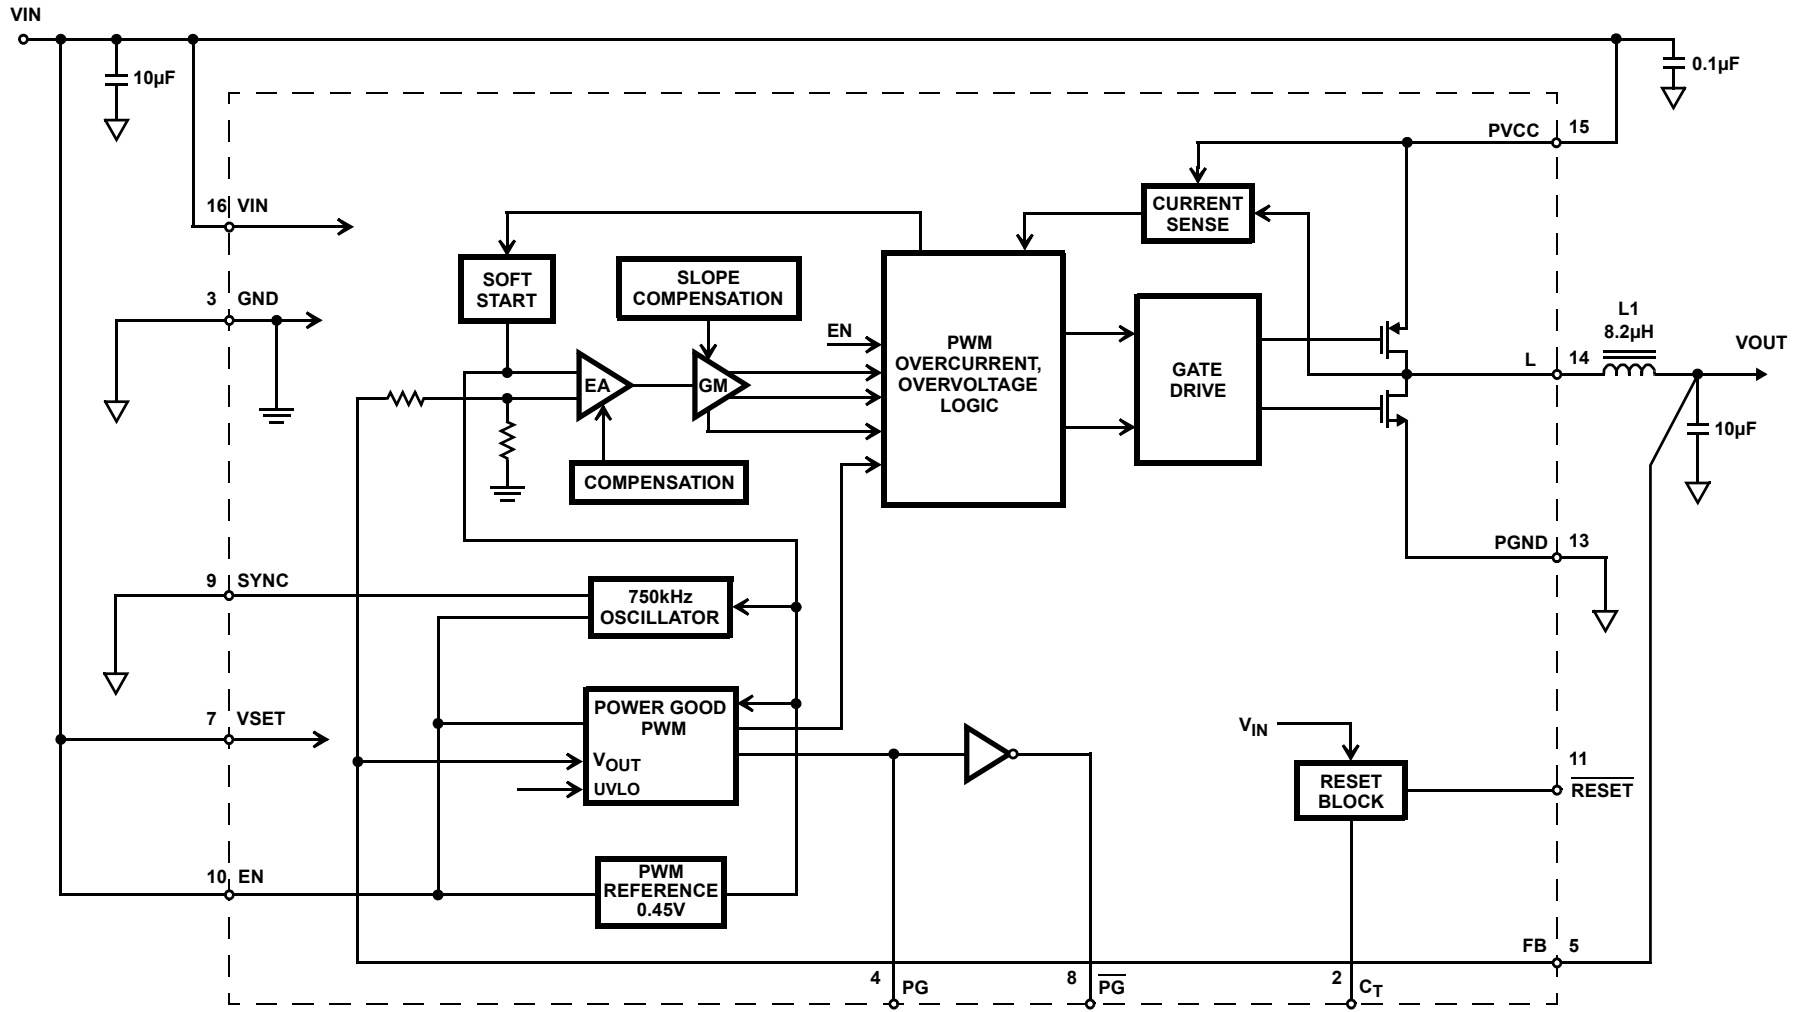 VIN
10µF
0.1µF
PVCC
15
16
VIN
CURRENT
SENSE
3
GND
SOFT
START
SLOPE
COMPENSATION
EN
PWM
OVERCURRENT,
OVERVOLTAGE
LOGIC
GATE
DRIVE
L1
8.2µH
L
14
VOUT
EA
GM
10µF
COMPENSATION
PGND
13
9
SYNC
750kHz
OSCILLATOR
7
VSET
POWER GOOD
PWM
VOUT
UVLO
VIN
RESET
BLOCK
11
RESET
10
EN
PWM
REFERENCE
0.45V
FB
5
4
PG
8
PG
2
CT